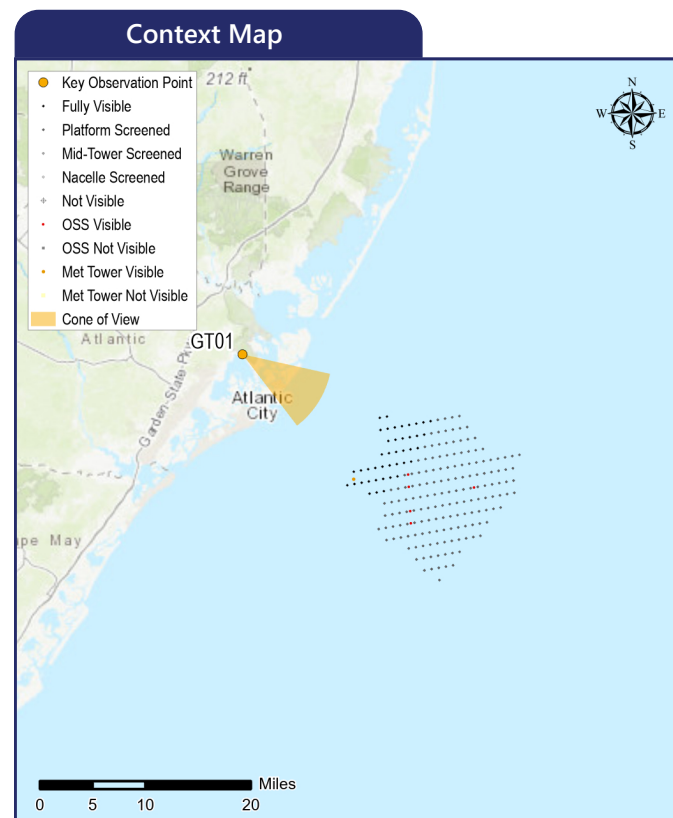 Context Map
Key Observation Point
Fully Visible
Platform Screened
Mid-Tower Screened
Nacelle Screened
Not Visible
OSS Visible
OSS Not Visible
Met Tower Visible
Met Tower Not Visible
Cone of View
212 ft
Warren
Grove
Range
N
W E
S
Atlantic
GT01
Garden-State-Pk
Atlantic
City
ape May
Miles
0 5 10 20